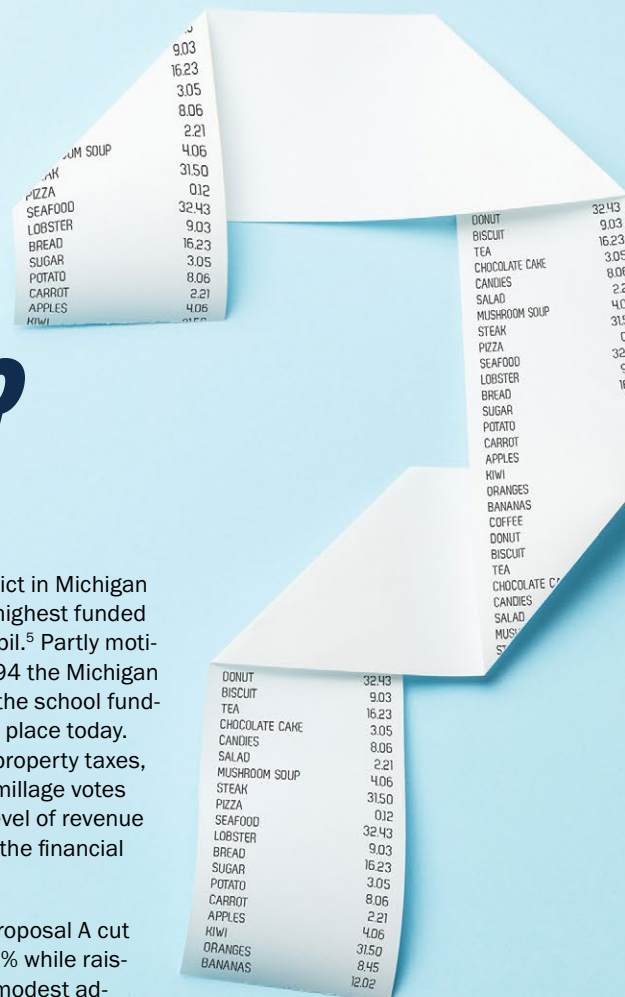 9.03
16.23
3.05
8.06
2.21
SOUP 4.06
31.50
PIZZA 0.12
SEAFOOD 32.43
LOBSTER 9.03
BREAD 16.23
SUGAR 3.05
POTATO 8.06
CARROT 2.21
APPLES 4.06
KIWI
DONUT 32.43
BISCUIT 9.03
TEA 16.23
CHOCOLATE CAKE 3.05
CANDIES 8.06
SALAD
MUSHROOM SOUP
STEAK
PIZZA
SEAFOOD
LOBSTER
BREAD
SUGAR
POTATO
CARROT
APPLES
KIWI
ORANGES
BANANAS
COFFEE
DONUT
BISCUIT
TEA
CHOCOLATE
CANDIES
SALAD
ict in Michigan
highest funded
pil.5 Partly moti-
94 the Michigan
the school fund-
place today.
property taxes,
millage votes
evel of revenue
the financial
roposal A cut
% while rais-
modest ad-
DONUT 32.43
BISCUIT 9.03
TEA 16.23
CHOCOLATE CAKE 3.05
CANDIES 8.06
SALAD 2.21
MUSHROOM SOUP 4.06
STEAK 31.50
PIZZA 0.12
SEAFOOD 32.43
LOBSTER 9.03
BREAD 16.23
SUGAR 3.05
POTATO 8.06
CARROT 2.21
APPLES 4.06
KIWI 31.50
ORANGES 8.45
BANANAS 12.02